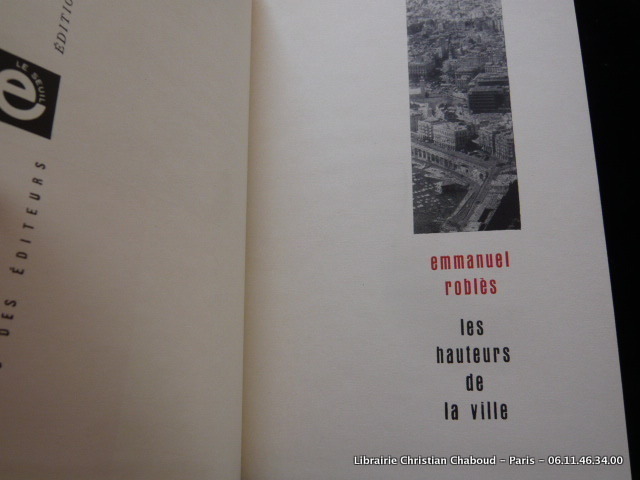 ÉDITIO
LE SEUIL
DES ÉDITEURS
emmanuel
roblès
les
hauteurs
de
la ville
Librairie Christian Chaboud - Paris - 06.11.46.34.00